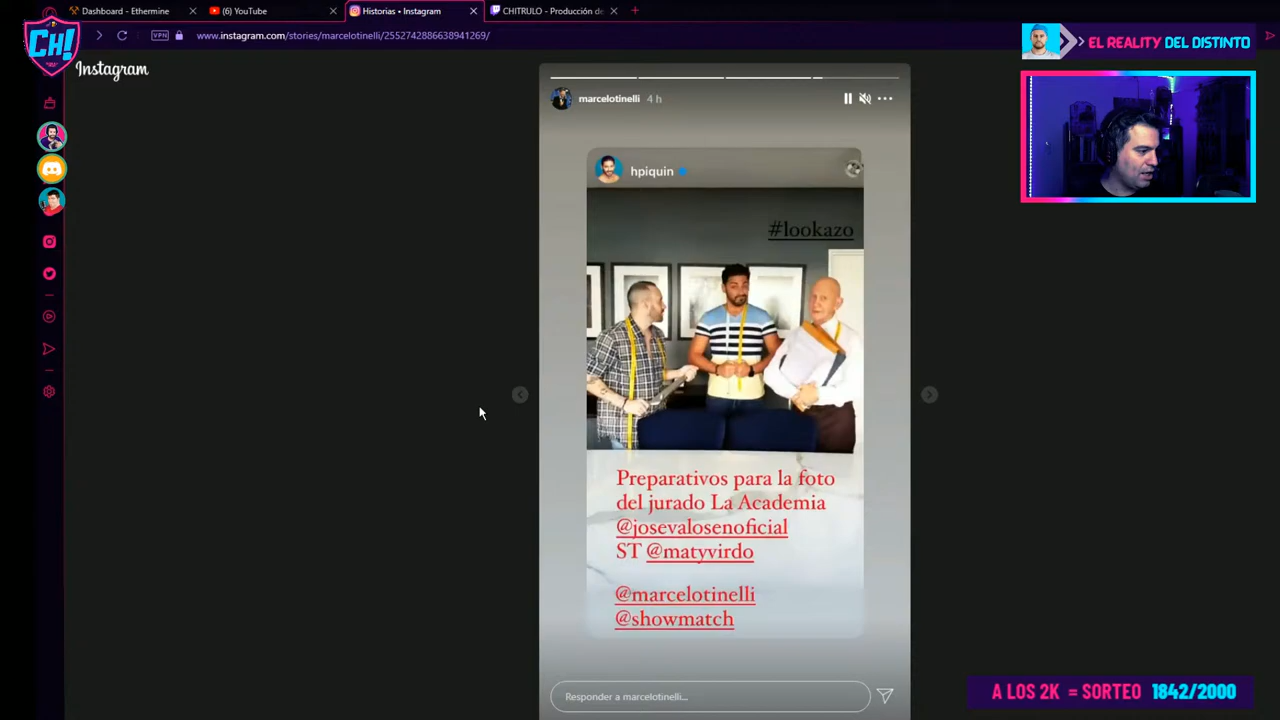 Dashboard - Ethermine
(6) YouTube
Historias • Instagram
CHITRULO - Producción de
VPN
www.instagram.com/stories/marcelotinelli/2552742886638941269/
CH!
EL REALITY DEL DISTINTO
Instagram
marcelotinelli 4 h
hpiquin
#lookazo
Preparativos para la foto
del jurado La Academia
@josevalosenoficial
ST @matyvirdo
@marcelotinelli
@showmatch
Responder a marcelotinelli...
A LOS 2K = SORTEO 1842/2000